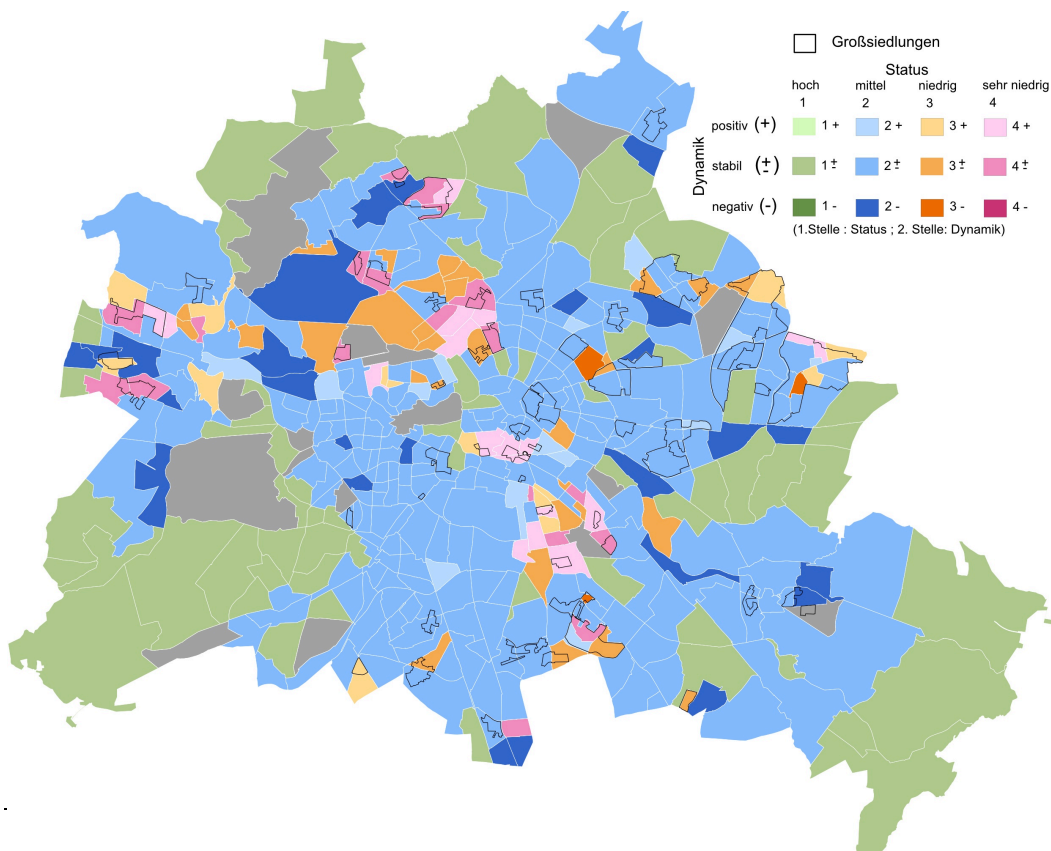 Großsiedlungen
Status
hoch mittel niedrig sehr niedrig
1 2 3 4
Dynamik
positiv (+) 1 + 2 + 3 + 4 +
stabil (±) 1 ± 2 ± 3 ± 4 ±
negativ (-) 1 - 2 - 3 - 4 -
(1.Stelle : Status ; 2. Stelle: Dynamik)
-